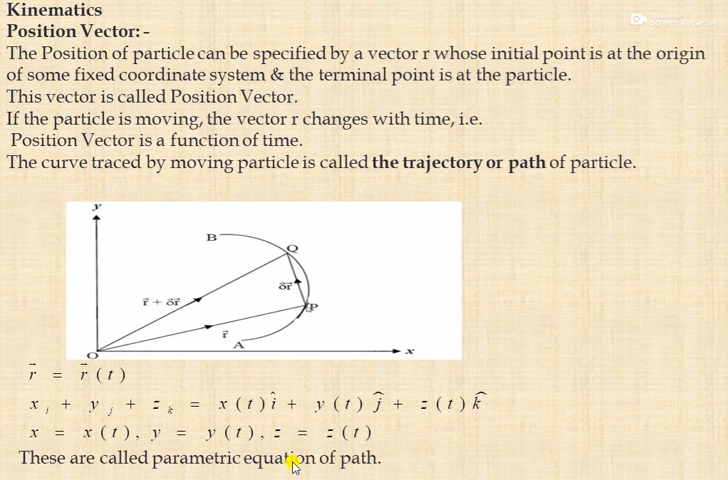 Kinematics
Position Vector: -
The Position of particle can be specified by a vector r whose initial point is at the origin
of some fixed coordinate system & the terminal point is at the particle.
This vector is called Position Vector.
If the particle is moving, the vector r changes with time, i.e.
Position Vector is a function of time.
The curve traced by moving particle is called the trajectory or path of particle.
y
B
Q
δr⃗
r⃗ + δr⃗
P
r⃗
A
O
x
r⃗ = r⃗ ( t )
x i + y j + z k = x ( t ) î + y ( t ) ĵ + z ( t ) k̂
x = x ( t ) , y = y ( t ) , z = z ( t )
These are called parametric equation of path.
Screen Recorder